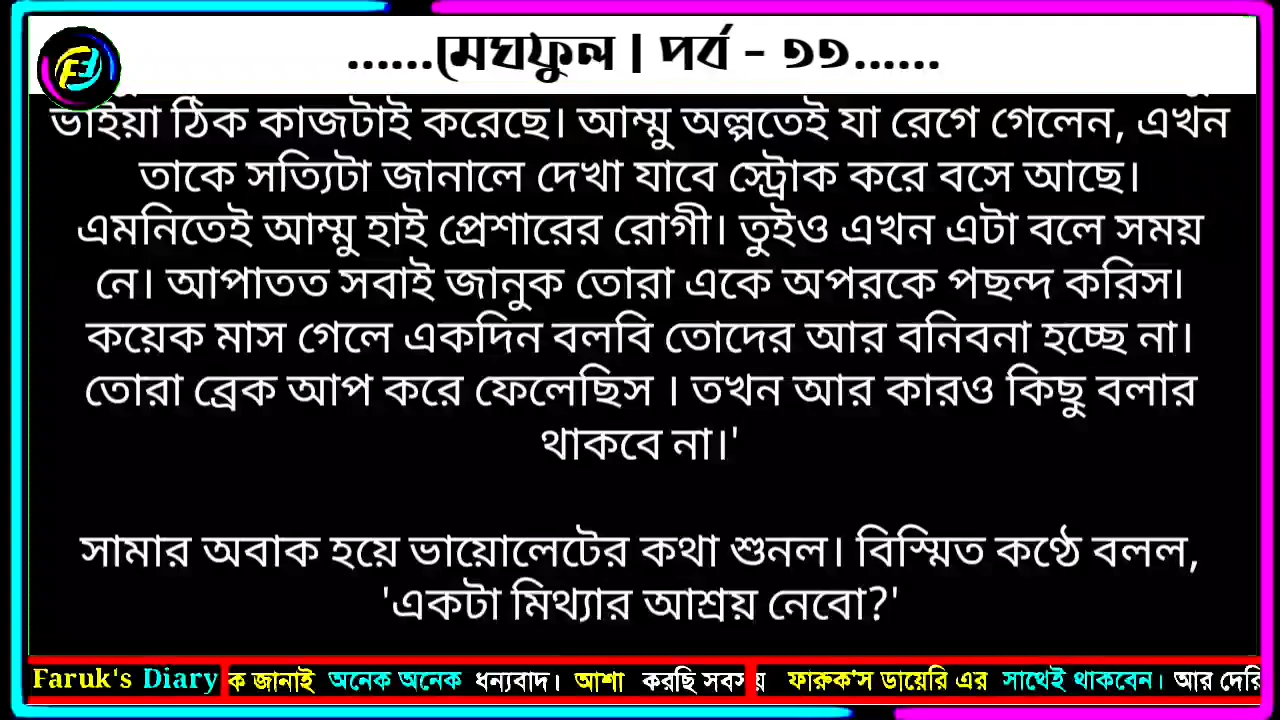 ......মেঘফুল | পর্ব - ১১......
ভাইয়া ঠিক কাজটাই করেছে। আম্মু অল্পতেই যা রেগে গেলেন, এখন
তাকে সত্যিটা জানালে দেখা যাবে স্ট্রোক করে বসে আছে।
এমনিতেই আম্মু হাই প্রেশারের রোগী। তুইও এখন এটা বলে সময়
নে। আপাতত সবাই জানুক তোরা একে অপরকে পছন্দ করিস।
কয়েক মাস গেলে একদিন বলবি তোদের আর বনিবনা হচ্ছে না।
তোরা ব্রেক আপ করে ফেলেছিস । তখন আর কারও কিছু বলার
থাকবে না।'
সামার অবাক হয়ে ভায়োলেটের কথা শুনল। বিস্মিত কণ্ঠে বলল,
'একটা মিথ্যার আশ্রয় নেবো?'
Faruk's Diary ক জানাই অনেক অনেক ধন্যবাদ। আশা করছি সবস য় ফারুক'স ডায়েরি এর সাথেই থাকবেন। আর দেরি